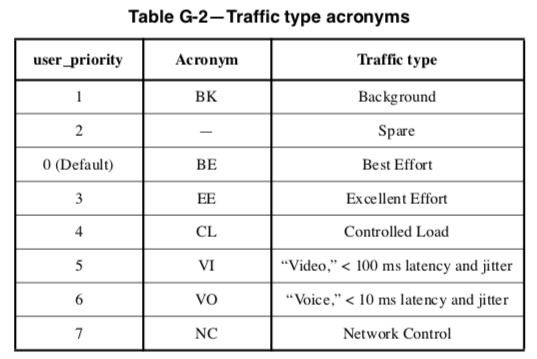 Table G-2—Traffic type acronyms
user_priority Acronym Traffic type
1 BK Background
2 — Spare
0 (Default) BE Best Effort
3 EE Excellent Effort
4 CL Controlled Load
5 VI “Video,” < 100 ms latency and jitter
6 VO “Voice,” < 10 ms latency and jitter
7 NC Network Control